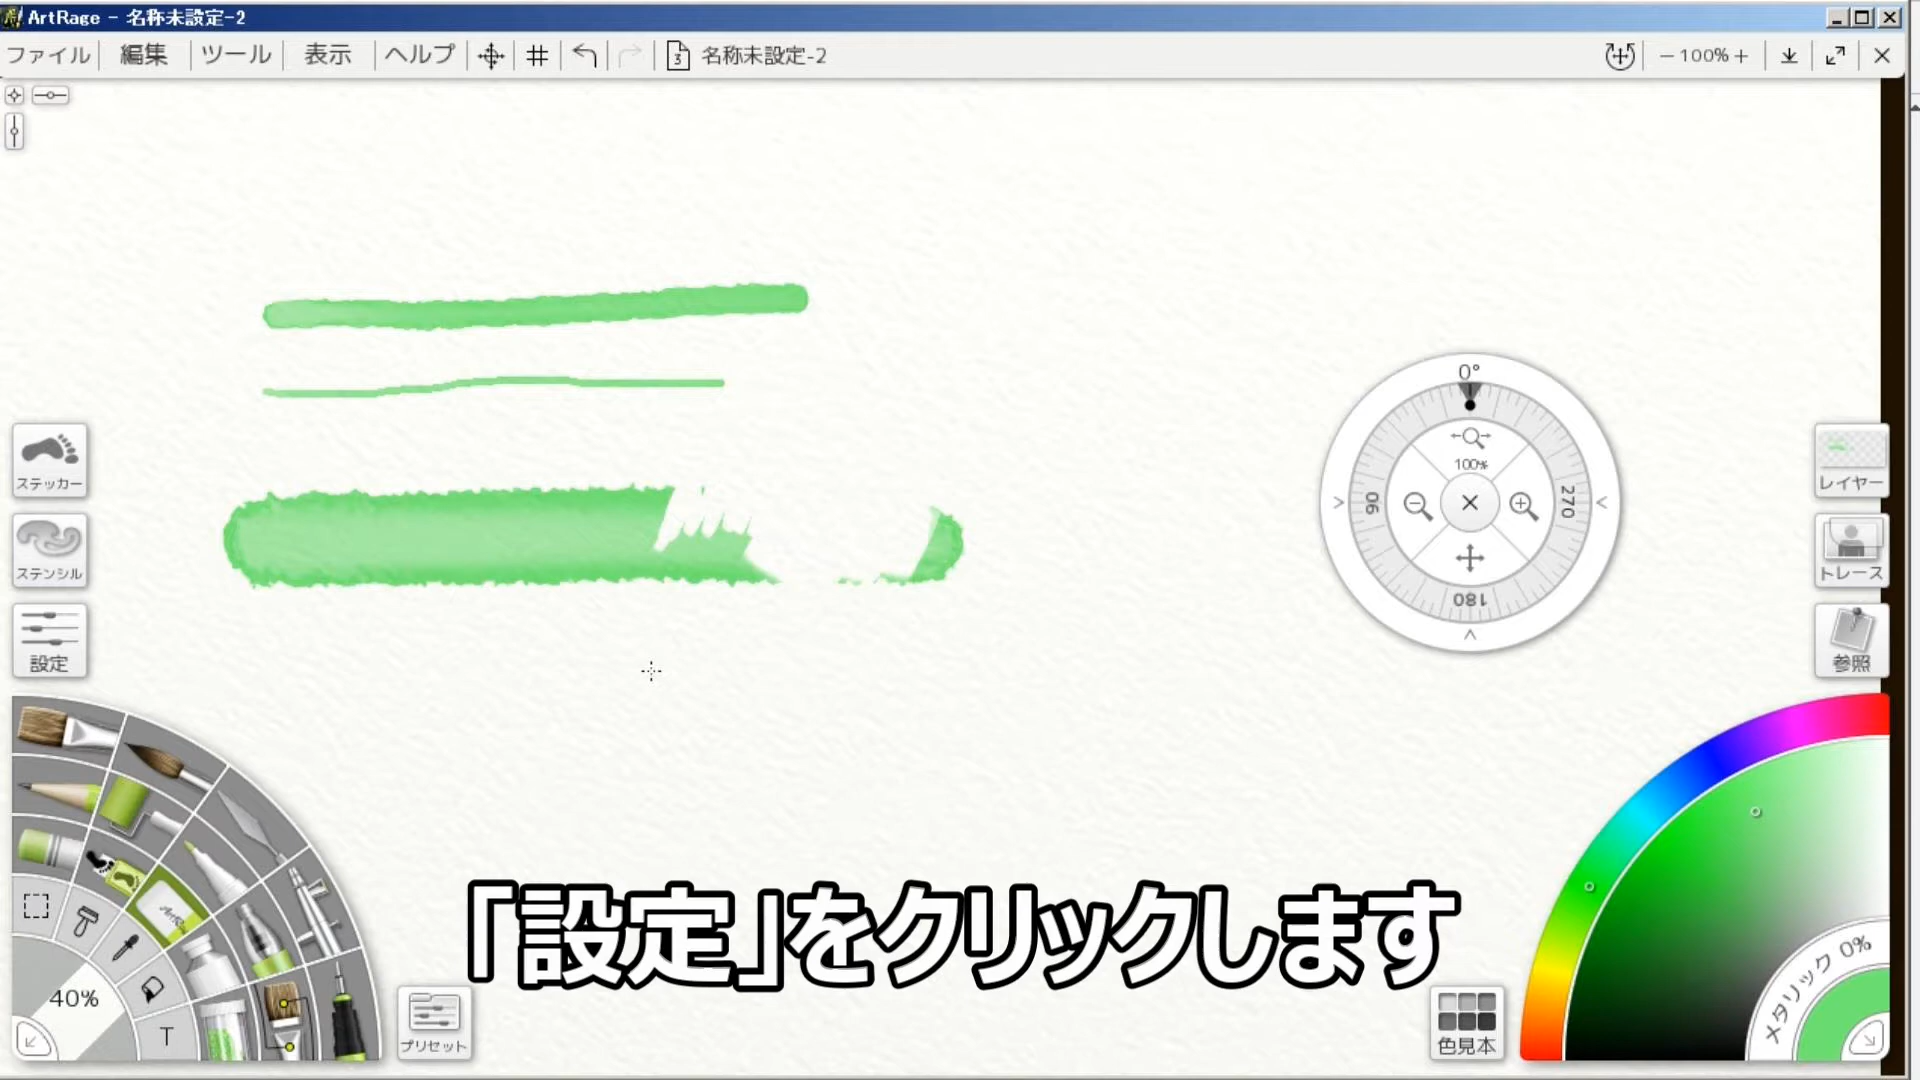 ArtRage - 名称未設定-2
ファイル 編集 ツール 表示 ヘルプ 3 名称未設定-2 - 100% +
0°
100%
90
270
180
ステッカー
ステンシル
設定
レイヤー
トレース
参照
「設定」をクリックします
40%
T
プリセット
色見本
メタリック 0%